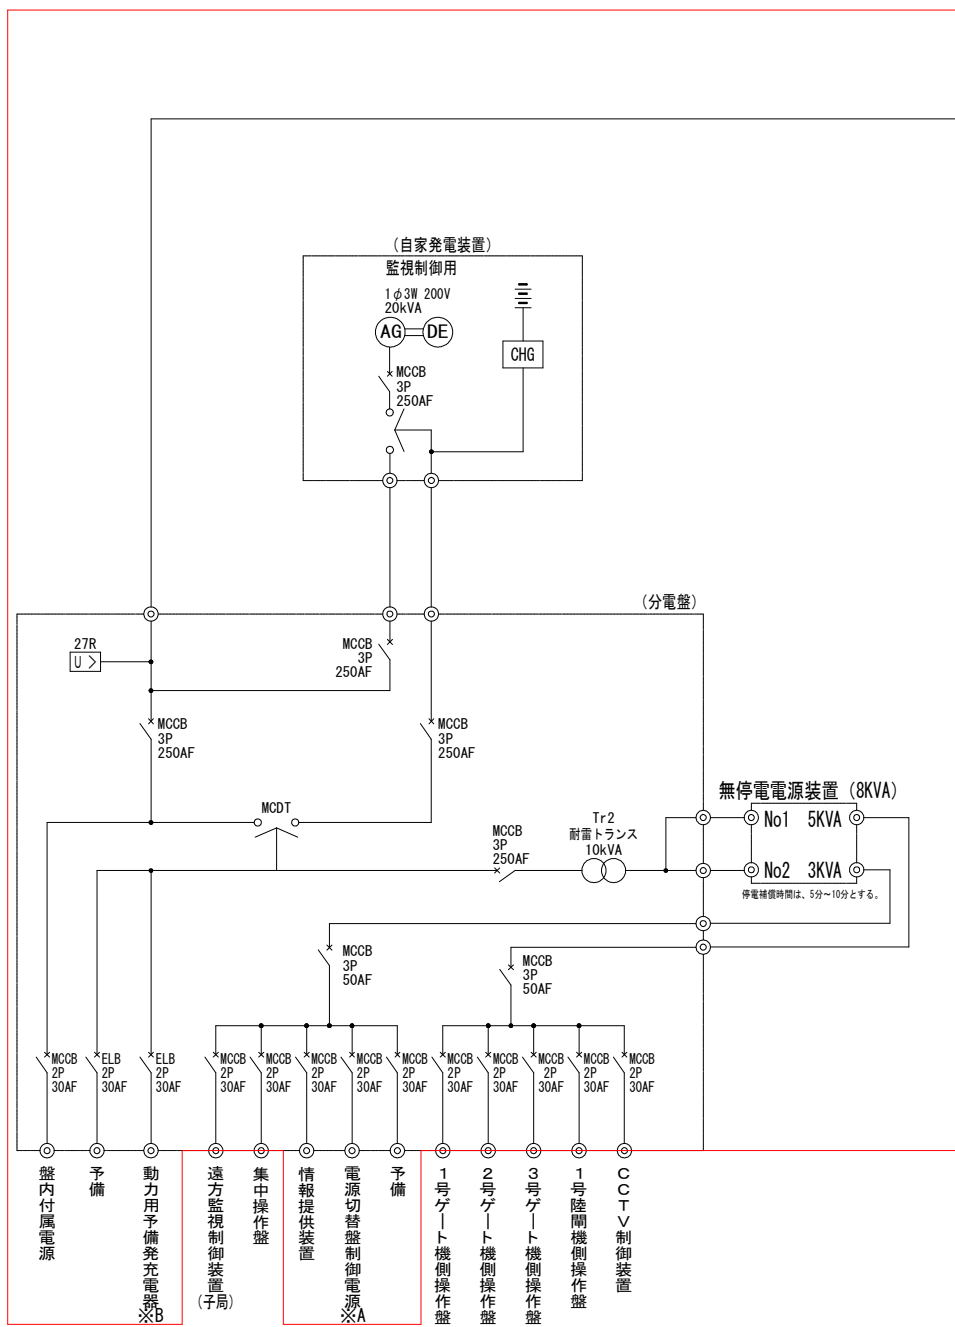 (自家発電装置)
監視制御用
1φ3W 200V
20kVA
AG
DE
CHG
MCCB
3P
250AF
(分電盤)
27R
U >
MCCB
3P
250AF
MCCB
3P
250AF
MCCB
3P
250AF
MCDT
MCCB
3P
250AF
Tr2
耐雷トランス
10kVA
無停電電源装置 (8KVA)
No1 5KVA
No2 3KVA
停電補償時間は、5分~10分とする。
MCCB
3P
50AF
MCCB
3P
50AF
MCCB
2P
30AF
ELB
2P
30AF
ELB
2P
30AF
MCCB
2P
30AF
MCCB
2P
30AF
MCCB
2P
30AF
MCCB
2P
30AF
MCCB
2P
30AF
MCCB
2P
30AF
MCCB
2P
30AF
MCCB
2P
30AF
MCCB
2P
30AF
MCCB
2P
30AF
盤内付属電源
予備
動力用予備発充電器
※B
遠方監視制御装置
(子局)
集中操作盤
情報提供装置
電源切替盤制御電源
※A
予備
1号ゲート機側操作盤
2号ゲート機側操作盤
3号ゲート機側操作盤
1号陸閘機側操作盤
CCTV制御装置